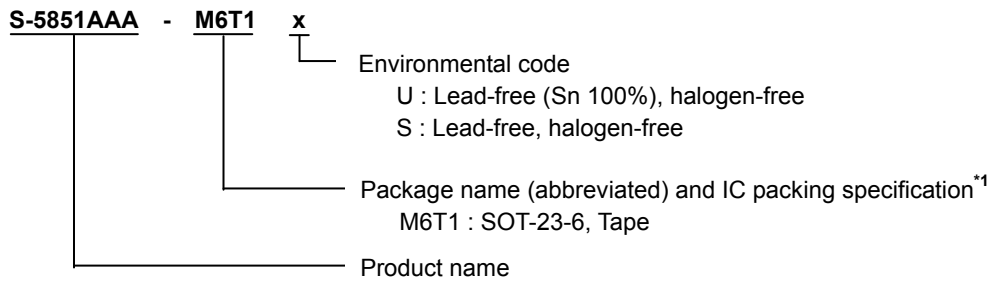 S-5851AAA - M6T1 x
Environmental code
U : Lead-free (Sn 100%), halogen-free
S : Lead-free, halogen-free
Package name (abbreviated) and IC packing specification*1
M6T1 : SOT-23-6, Tape
Product name